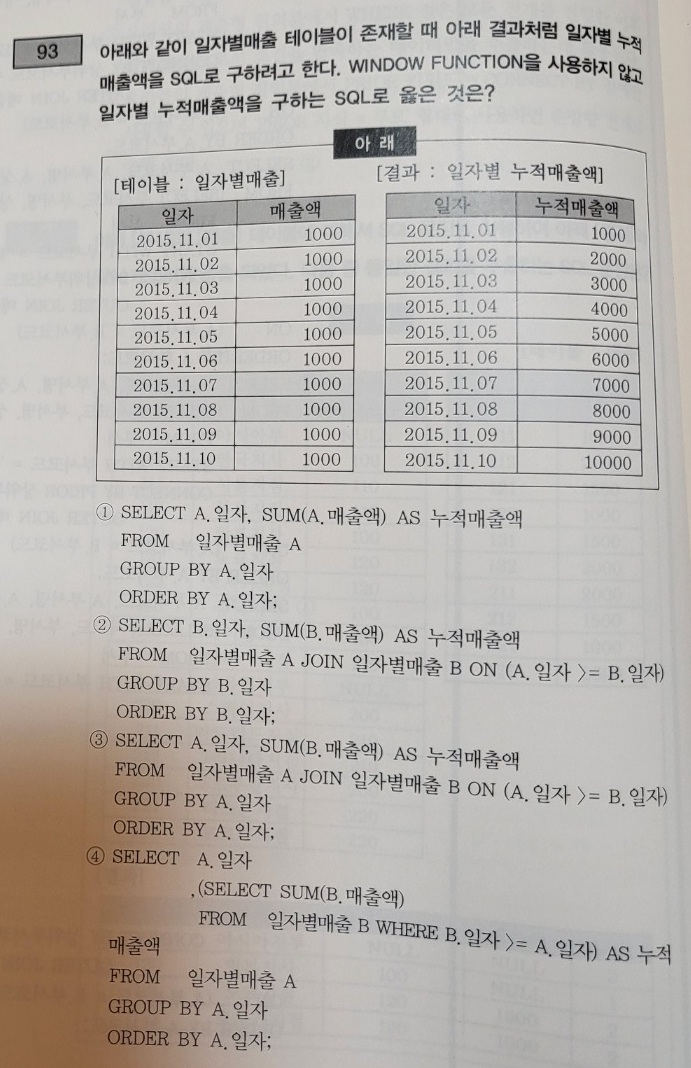 93
아래와 같이 일자별매출 테이블이 존재할 때 아래 결과처럼 일자별 누적
매출액을 SQL로 구하려고 한다. WINDOW FUNCTION을 사용하지 않고
일자별 누적매출액을 구하는 SQL로 옳은 것은?
아 래
[테이블 : 일자별매출]
일자 매출액
2015.11.01 1000
2015.11.02 1000
2015.11.03 1000
2015.11.04 1000
2015.11.05 1000
2015.11.06 1000
2015.11.07 1000
2015.11.08 1000
2015.11.09 1000
2015.11.10 1000
[결과 : 일자별 누적매출액]
일자 누적매출액
2015.11.01 1000
2015.11.02 2000
2015.11.03 3000
2015.11.04 4000
2015.11.05 5000
2015.11.06 6000
2015.11.07 7000
2015.11.08 8000
2015.11.09 9000
2015.11.10 10000
① SELECT A.일자, SUM(A.매출액) AS 누적매출액
FROM 일자별매출 A
GROUP BY A.일자
ORDER BY A.일자;
② SELECT B.일자, SUM(B.매출액) AS 누적매출액
FROM 일자별매출 A JOIN 일자별매출 B ON (A.일자 >= B.일자)
GROUP BY B.일자
ORDER BY B.일자;
③ SELECT A.일자, SUM(B.매출액) AS 누적매출액
FROM 일자별매출 A JOIN 일자별매출 B ON (A.일자 >= B.일자)
GROUP BY A.일자
ORDER BY A.일자;
④ SELECT A.일자
,(SELECT SUM(B.매출액)
FROM 일자별매출 B WHERE B.일자 >= A.일자) AS 누적
매출액
FROM 일자별매출 A
GROUP BY A.일자
ORDER BY A.일자;